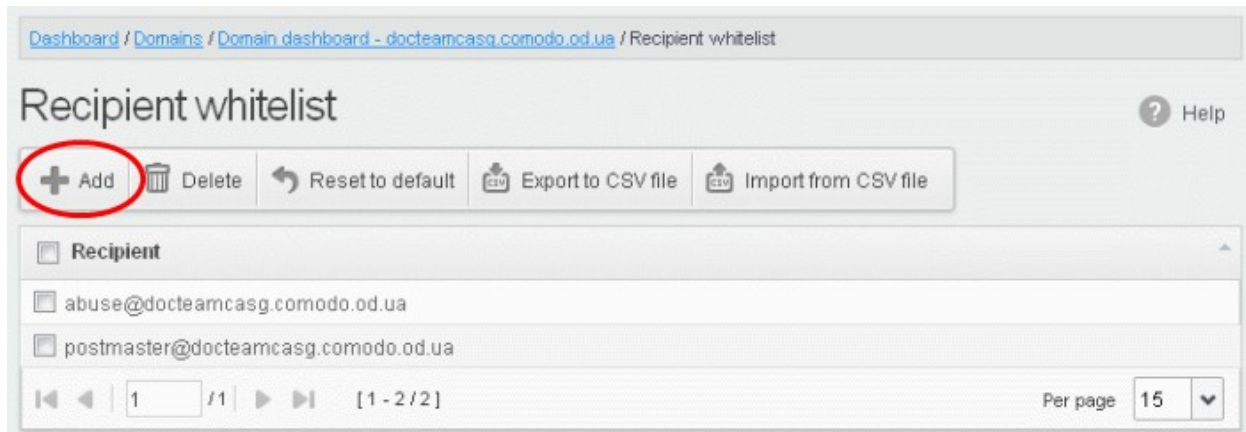 Dashboard / Domains / Domain dashboard - docteamcasg.comodo.od.ua / Recipient whitelist
Recipient whitelist
Help
Add Delete Reset to default CSV Export to CSV file CSV Import from CSV file
Recipient
abuse@docteamcasg.comodo.od.ua
postmaster@docteamcasg.comodo.od.ua
1 / 1 [ 1 - 2 / 2 ] Per page 15